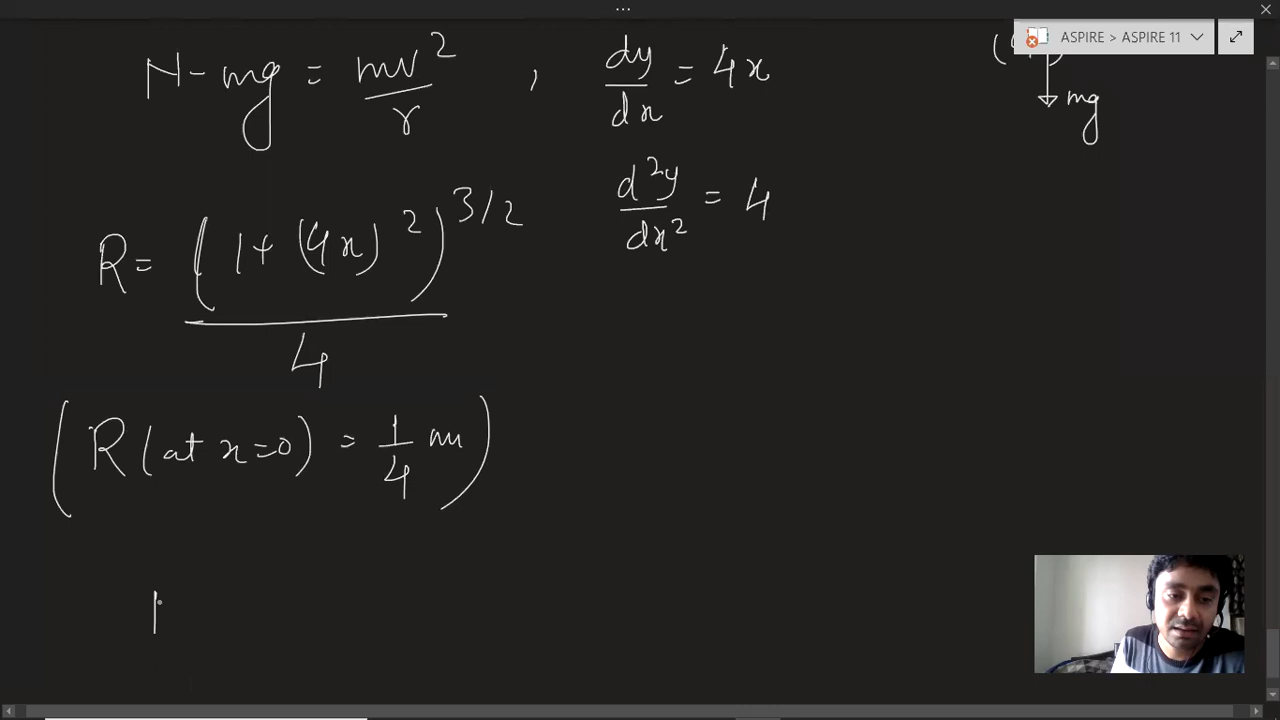 N - mg = mv²/r , dy/dx = 4x
ASPIRE > ASPIRE 11
mg
d²y/dx² = 4
R = (1 + (4x)²)^3/2 / 4
(R (at x=0) = 1/4 m)